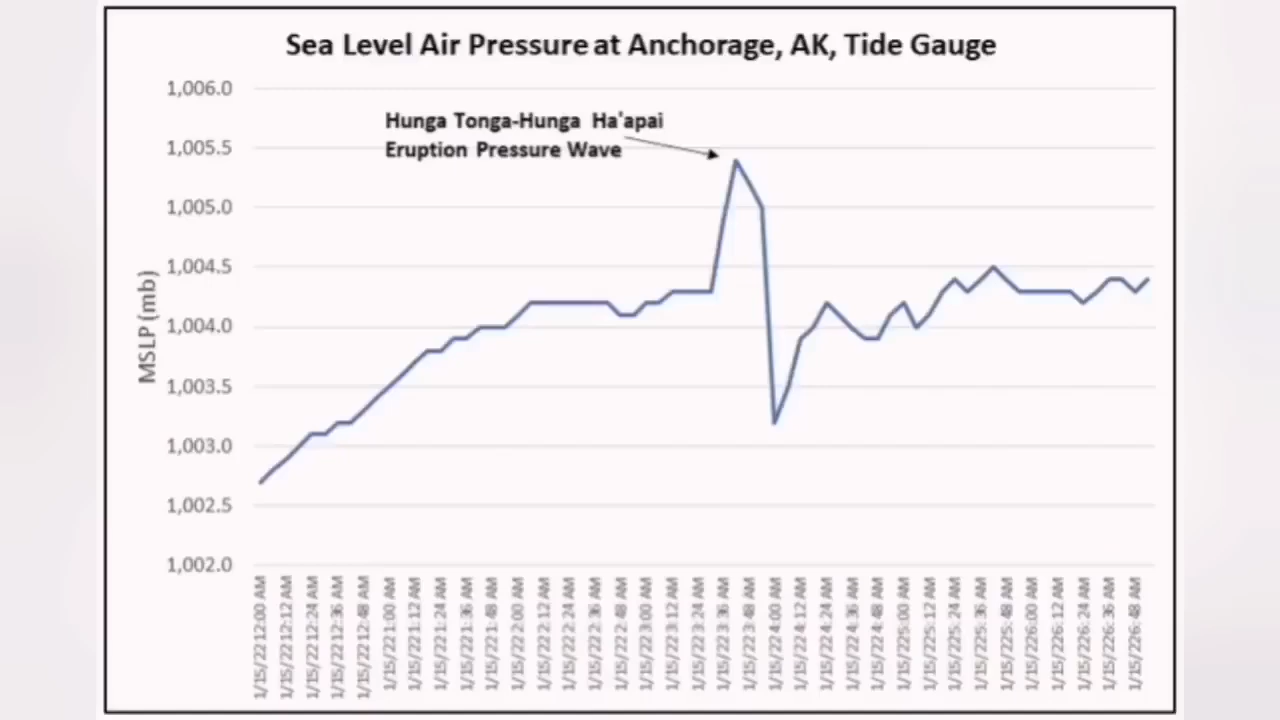 Sea Level Air Pressure at Anchorage, AK, Tide Gauge
1,006.0
Hunga Tonga-Hunga Ha'apai
Eruption Pressure Wave
1,005.5
1,005.0
1,004.5
1,004.0
1,003.5
1,003.0
1,002.5
1,002.0
MSLP (mb)
1/15/22 12:00 AM
1/15/22 12:12 AM
1/15/22 12:24 AM
1/15/22 12:36 AM
1/15/22 12:48 AM
1/15/22 1:00 AM
1/15/22 1:12 AM
1/15/22 1:24 AM
1/15/22 1:36 AM
1/15/22 1:48 AM
1/15/22 2:00 AM
1/15/22 2:12 AM
1/15/22 2:24 AM
1/15/22 2:36 AM
1/15/22 2:48 AM
1/15/22 3:00 AM
1/15/22 3:12 AM
1/15/22 3:24 AM
1/15/22 3:36 AM
1/15/22 3:48 AM
1/15/22 4:00 AM
1/15/22 4:12 AM
1/15/22 4:24 AM
1/15/22 4:36 AM
1/15/22 4:48 AM
1/15/22 5:00 AM
1/15/22 5:12 AM
1/15/22 5:24 AM
1/15/22 5:36 AM
1/15/22 5:48 AM
1/15/22 6:00 AM
1/15/22 6:12 AM
1/15/22 6:24 AM
1/15/22 6:36 AM
1/15/22 6:48 AM